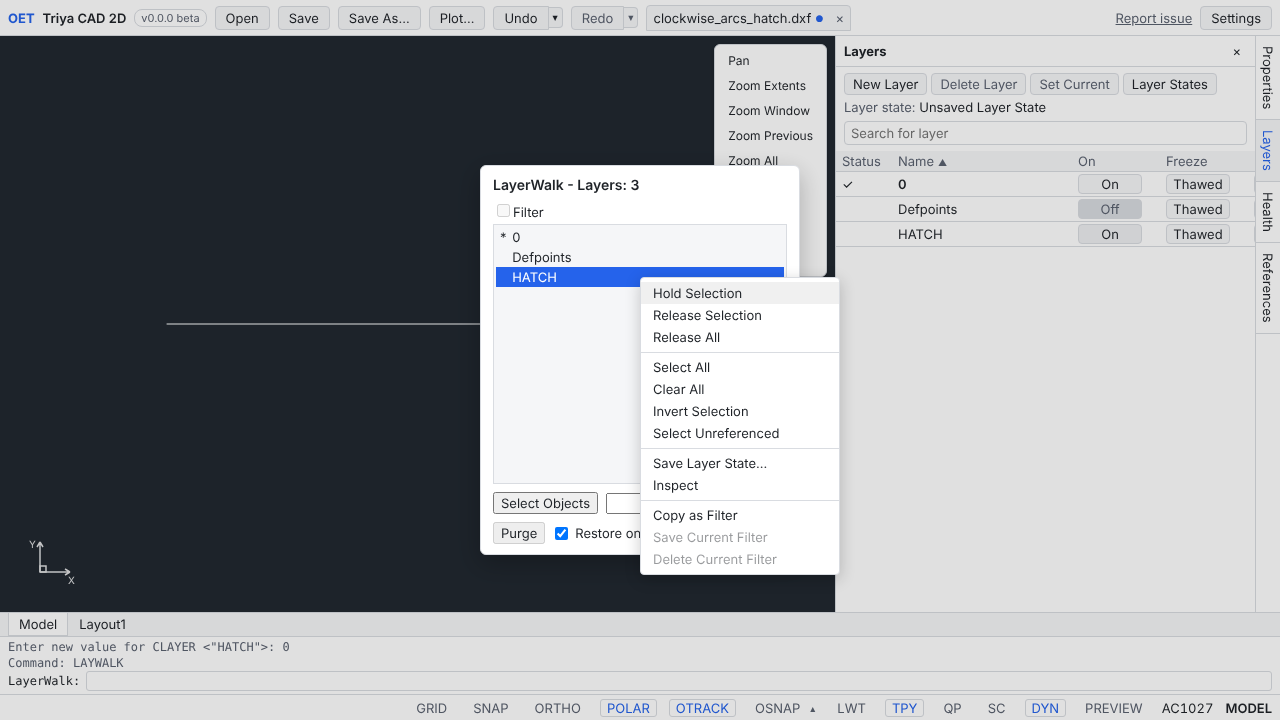 OET Triya CAD 2D v0.0.0 beta Open Save Save As... Plot... Undo ▾ Redo ▾ clockwise_arcs_hatch.dxf ● × Report issue Settings
Pan
Zoom Extents
Zoom Window
Zoom Previous
Zoom All
Layers ×
New Layer Delete Layer Set Current Layer States
Layer state: Unsaved Layer State
Search for layer
Status Name ▲ On Freeze
✓ 0 On Thawed
Defpoints Off Thawed
HATCH On Thawed
Properties
Layers
Health
References
LayerWalk - Layers: 3
Filter
* 0
Defpoints
HATCH
Select Objects
Purge Restore on
Hold Selection
Release Selection
Release All
Select All
Clear All
Invert Selection
Select Unreferenced
Save Layer State...
Inspect
Copy as Filter
Save Current Filter
Delete Current Filter
Y
X
Model Layout1
Enter new value for CLAYER <"HATCH">: 0
Command: LAYWALK
LayerWalk:
GRID SNAP ORTHO POLAR OTRACK OSNAP ▲ LWT TPY QP SC DYN PREVIEW AC1027 MODEL